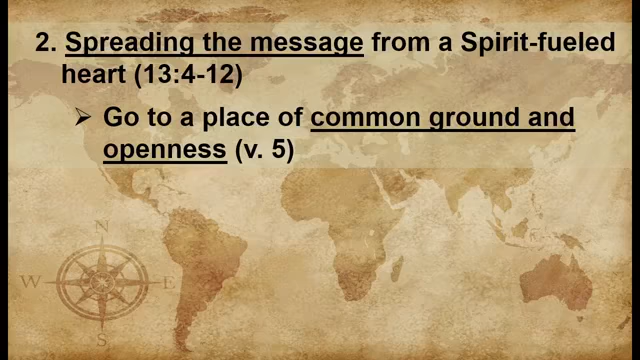 2. Spreading the message from a Spirit-fueled
heart (13:4-12)
➢ Go to a place of common ground and
openness (v. 5)
N
W E
S